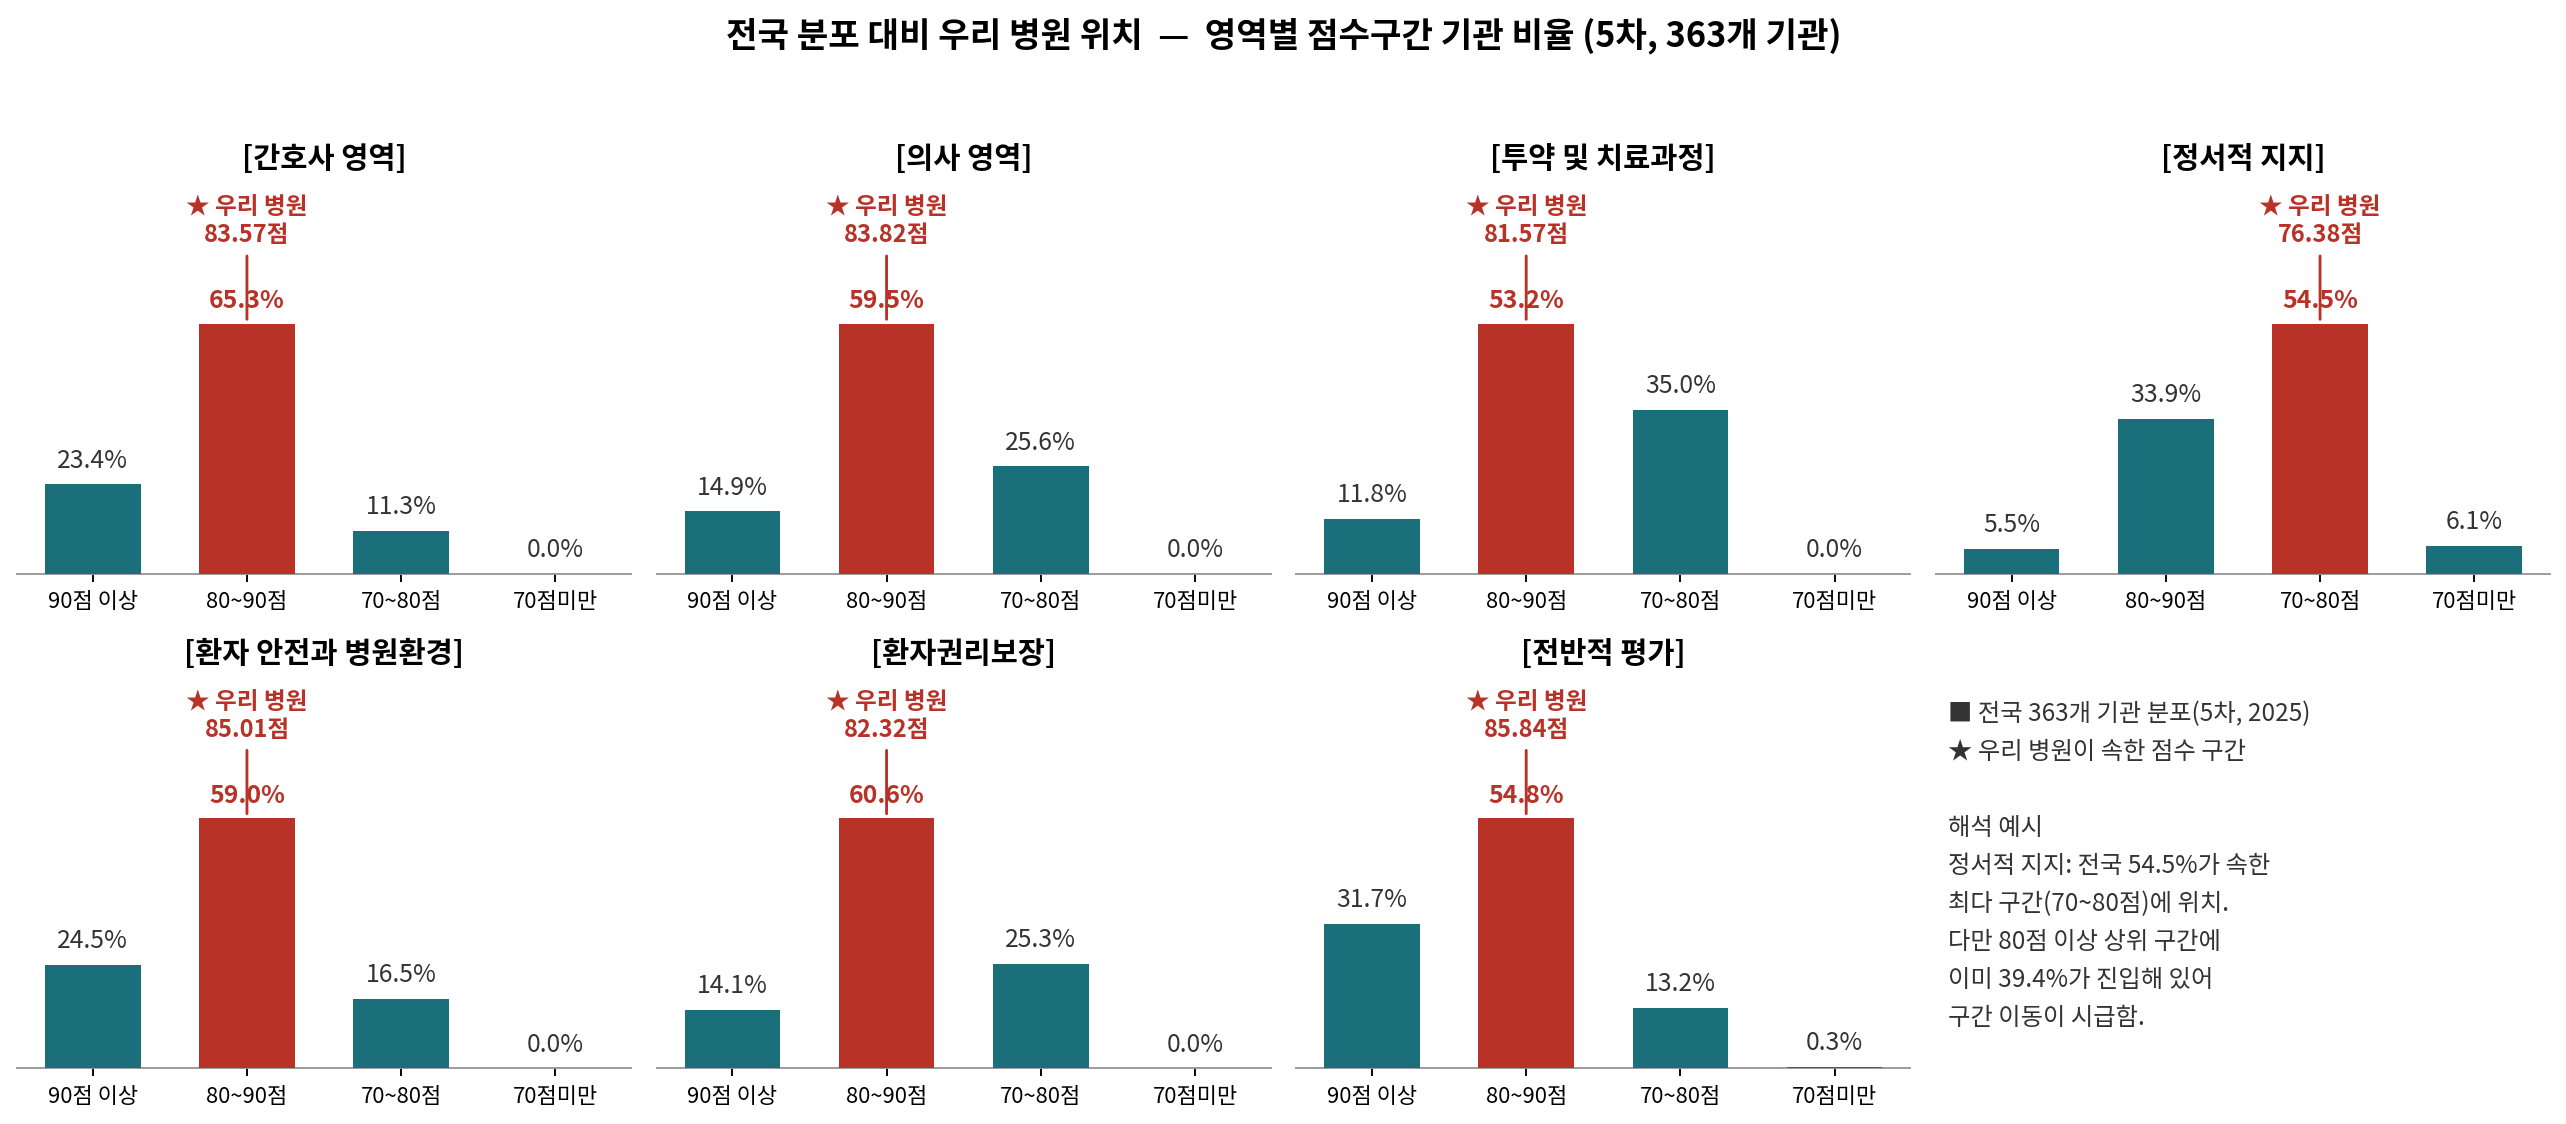 전국 분포 대비 우리 병원 위치 — 영역별 점수구간 기관 비율 (5차, 363개 기관)
[간호사 영역]
★ 우리 병원
83.57점
23.4%
65.3%
11.3%
0.0%
90점 이상
80~90점
70~80점
70점미만
[의사 영역]
★ 우리 병원
83.82점
14.9%
59.5%
25.6%
0.0%
90점 이상
80~90점
70~80점
70점미만
[투약 및 치료과정]
★ 우리 병원
81.57점
11.8%
53.2%
35.0%
0.0%
90점 이상
80~90점
70~80점
70점미만
[정서적 지지]
★ 우리 병원
76.38점
5.5%
33.9%
54.5%
6.1%
90점 이상
80~90점
70~80점
70점미만
[환자 안전과 병원환경]
★ 우리 병원
85.01점
24.5%
59.0%
16.5%
0.0%
90점 이상
80~90점
70~80점
70점미만
[환자권리보장]
★ 우리 병원
82.32점
14.1%
60.6%
25.3%
0.0%
90점 이상
80~90점
70~80점
70점미만
[전반적 평가]
★ 우리 병원
85.84점
31.7%
54.8%
13.2%
0.3%
90점 이상
80~90점
70~80점
70점미만
■ 전국 363개 기관 분포(5차, 2025)
★ 우리 병원이 속한 점수 구간
해석 예시
정서적 지지: 전국 54.5%가 속한
최다 구간(70~80점)에 위치.
다만 80점 이상 상위 구간에
이미 39.4%가 진입해 있어
구간 이동이 시급함.